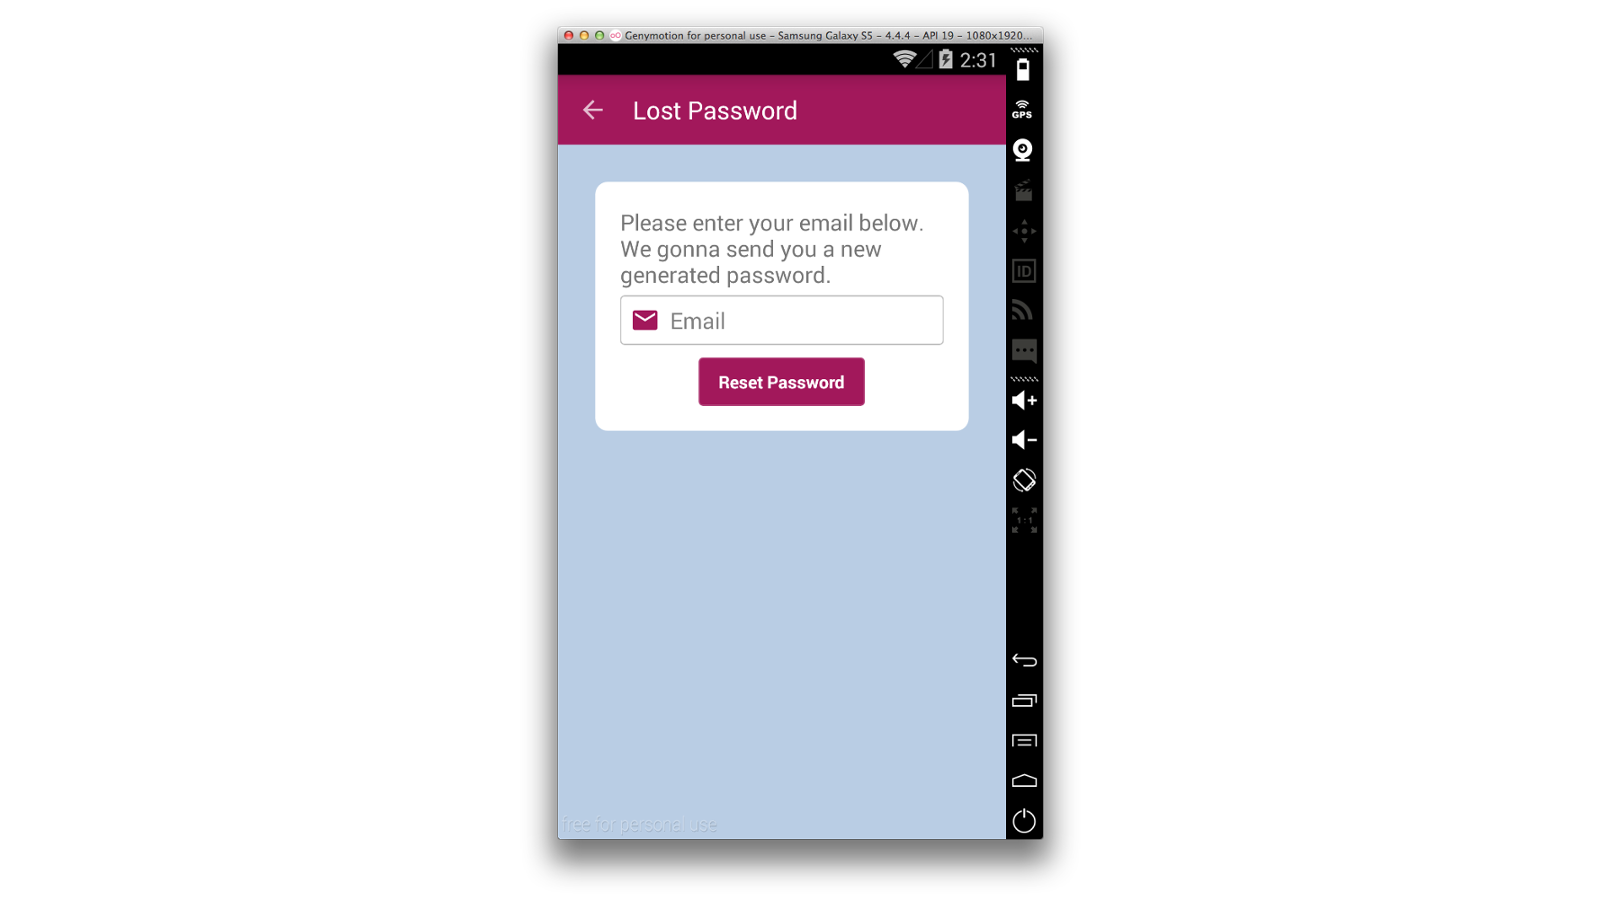 Genymotion for personal use - Samsung Galaxy S5 - 4.4.4 - API 19 - 1080x1920...
2:31
Lost Password
GPS
Please enter your email below.
We gonna send you a new
generated password.
ID
Email
Reset Password
1:1
free for personal use